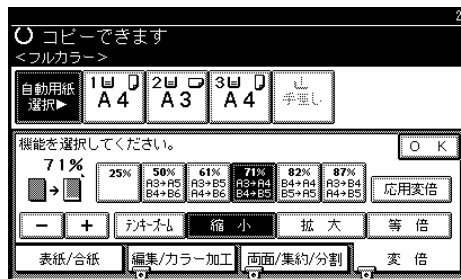 2
コピーできます
<フルカラー>
自動用紙
選択▶
1
A4
2
A3
3
A4
手差し
機能を選択してください。
OK
71%
25%
50%
A3→A5
B4→B6
61%
A3→B5
A4→B6
71%
A3→A4
B4→B5
82%
B4→A4
B5→A5
87%
A3→B4
A4→B5
応用変倍
－
＋
テンキーズーム
縮小
拡大
等倍
表紙/合紙
編集/カラー加工
両面/集約/分割
変倍